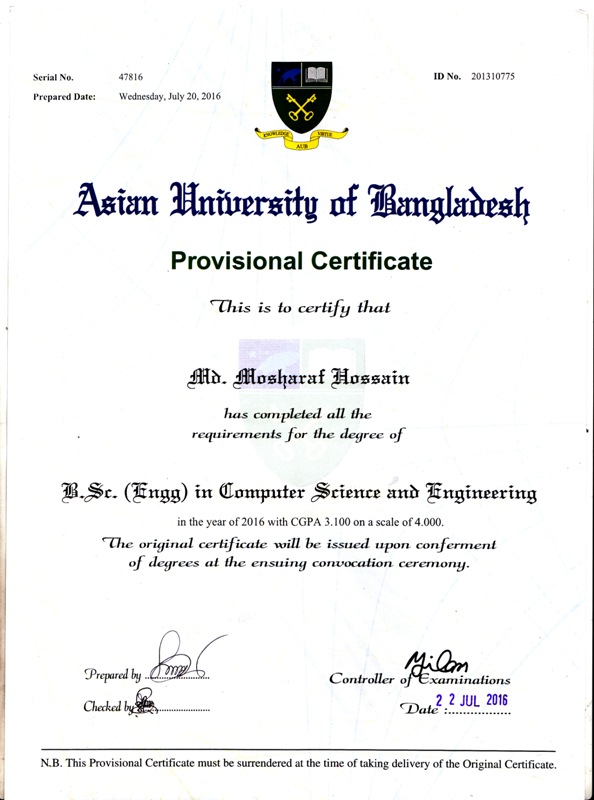 Serial No. 47816 ID No. 201310775
Prepared Date: Wednesday, July 20, 2016
KNOWLEDGE VIRTUE
AUB
Asian University of Bangladesh
Provisional Certificate
This is to certify that
Md. Mosharaf Hossain
has completed all the
requirements for the degree of
B.Sc. (Engg) in Computer Science and Engineering
in the year of 2016 with CGPA 3.100 on a scale of 4.000.
The original certificate will be issued upon conferment
of degrees at the ensuing convocation ceremony.
Prepared by ....................
Milan
Controller of Examinations
Checked by ....................
Date :.................. 22 JUL 2016
N.B. This Provisional Certificate must be surrendered at the time of taking delivery of the Original Certificate.